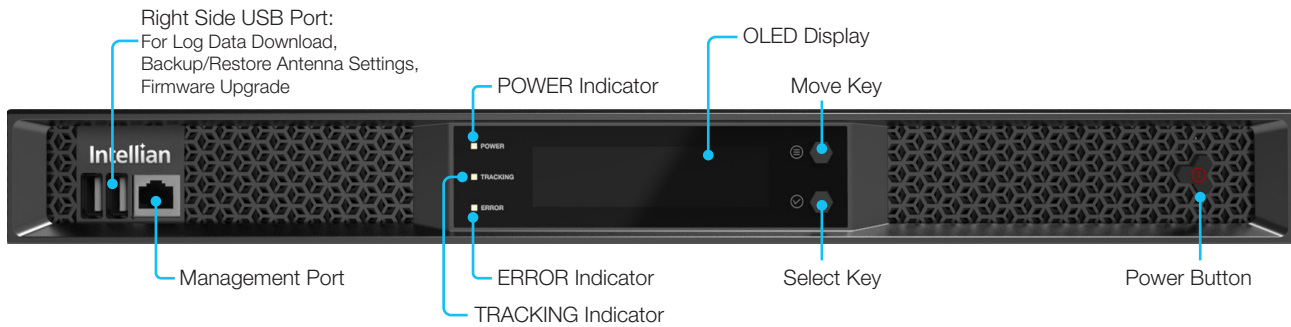 Right Side USB Port:
For Log Data Download,
Backup/Restore Antenna Settings,
Firmware Upgrade
OLED Display
POWER Indicator
Move Key
Intellian
POWER
TRACKING
ERROR
Management Port
ERROR Indicator
Select Key
Power Button
TRACKING Indicator